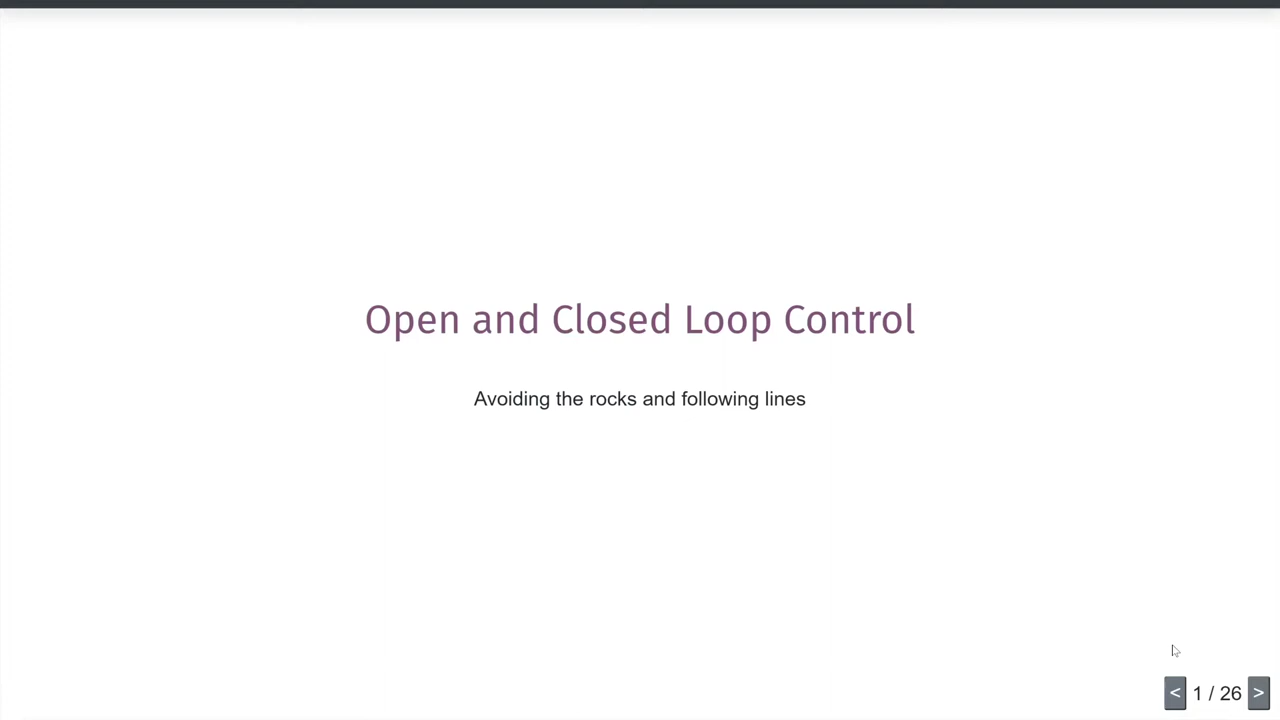 Open and Closed Loop Control
Avoiding the rocks and following lines
< 1 / 26 >